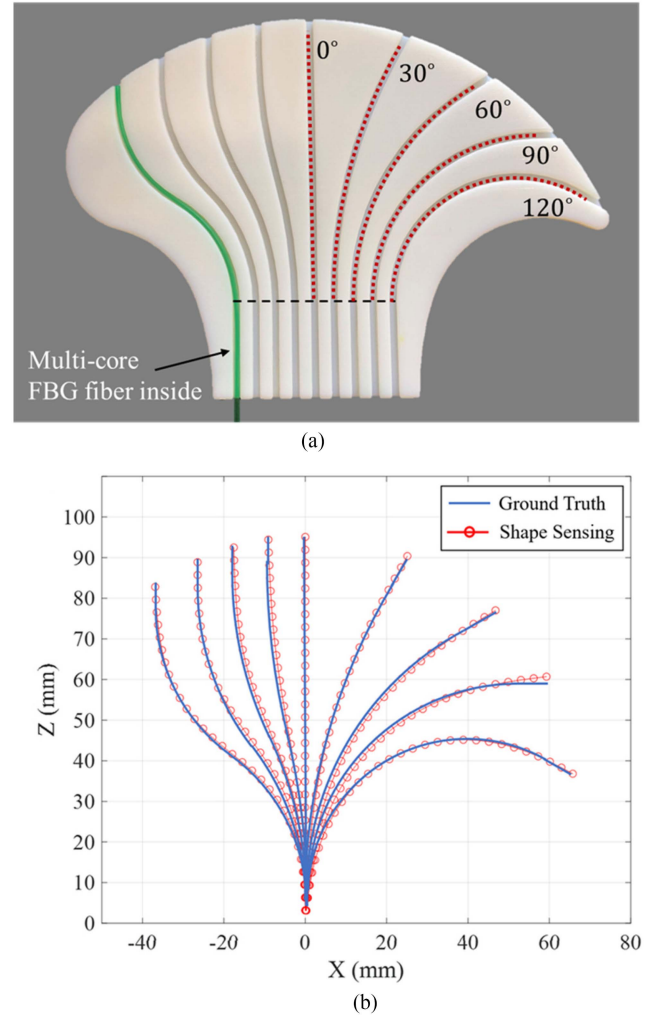 0°
30°
60°
90°
120°
Multi-core
FBG fiber inside
(a)
Ground Truth
Shape Sensing
100
90
80
70
60
50
40
30
20
10
0
Z (mm)
-40 -20 0 20 40 60 80
X (mm)
(b)